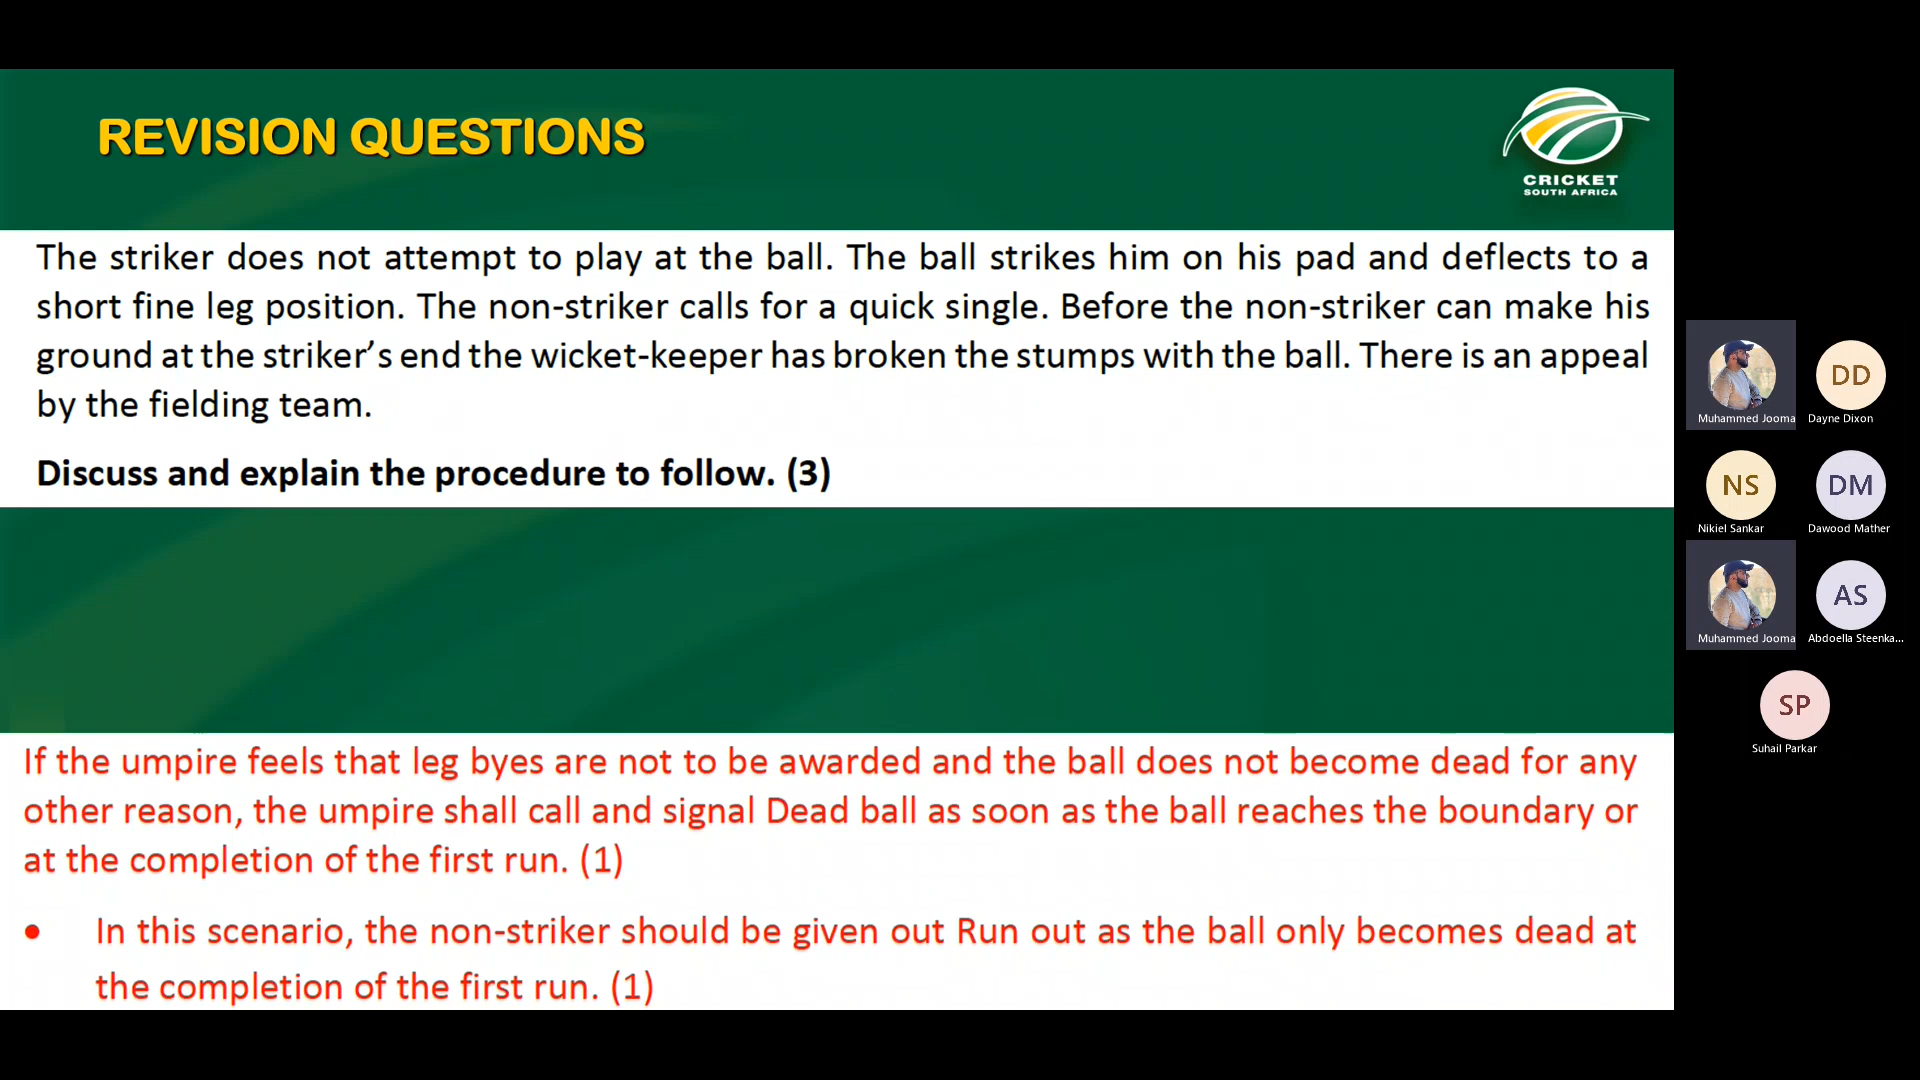 REVISION QUESTIONS
CRICKET
SOUTH AFRICA
The striker does not attempt to play at the ball. The ball strikes him on his pad and deflects to a
short fine leg position. The non-striker calls for a quick single. Before the non-striker can make his
ground at the striker’s end the wicket-keeper has broken the stumps with the ball. There is an appeal
by the fielding team.
Discuss and explain the procedure to follow. (3)
If the umpire feels that leg byes are not to be awarded and the ball does not become dead for any
other reason, the umpire shall call and signal Dead ball as soon as the ball reaches the boundary or
at the completion of the first run. (1)
• In this scenario, the non-striker should be given out Run out as the ball only becomes dead at
the completion of the first run. (1)
Muhammed Jooma
DD
Dayne Dixon
NS
Nikiel Sankar
DM
Dawood Mather
Muhammed Jooma
AS
Abdoella Steenka...
SP
Suhail Parkar